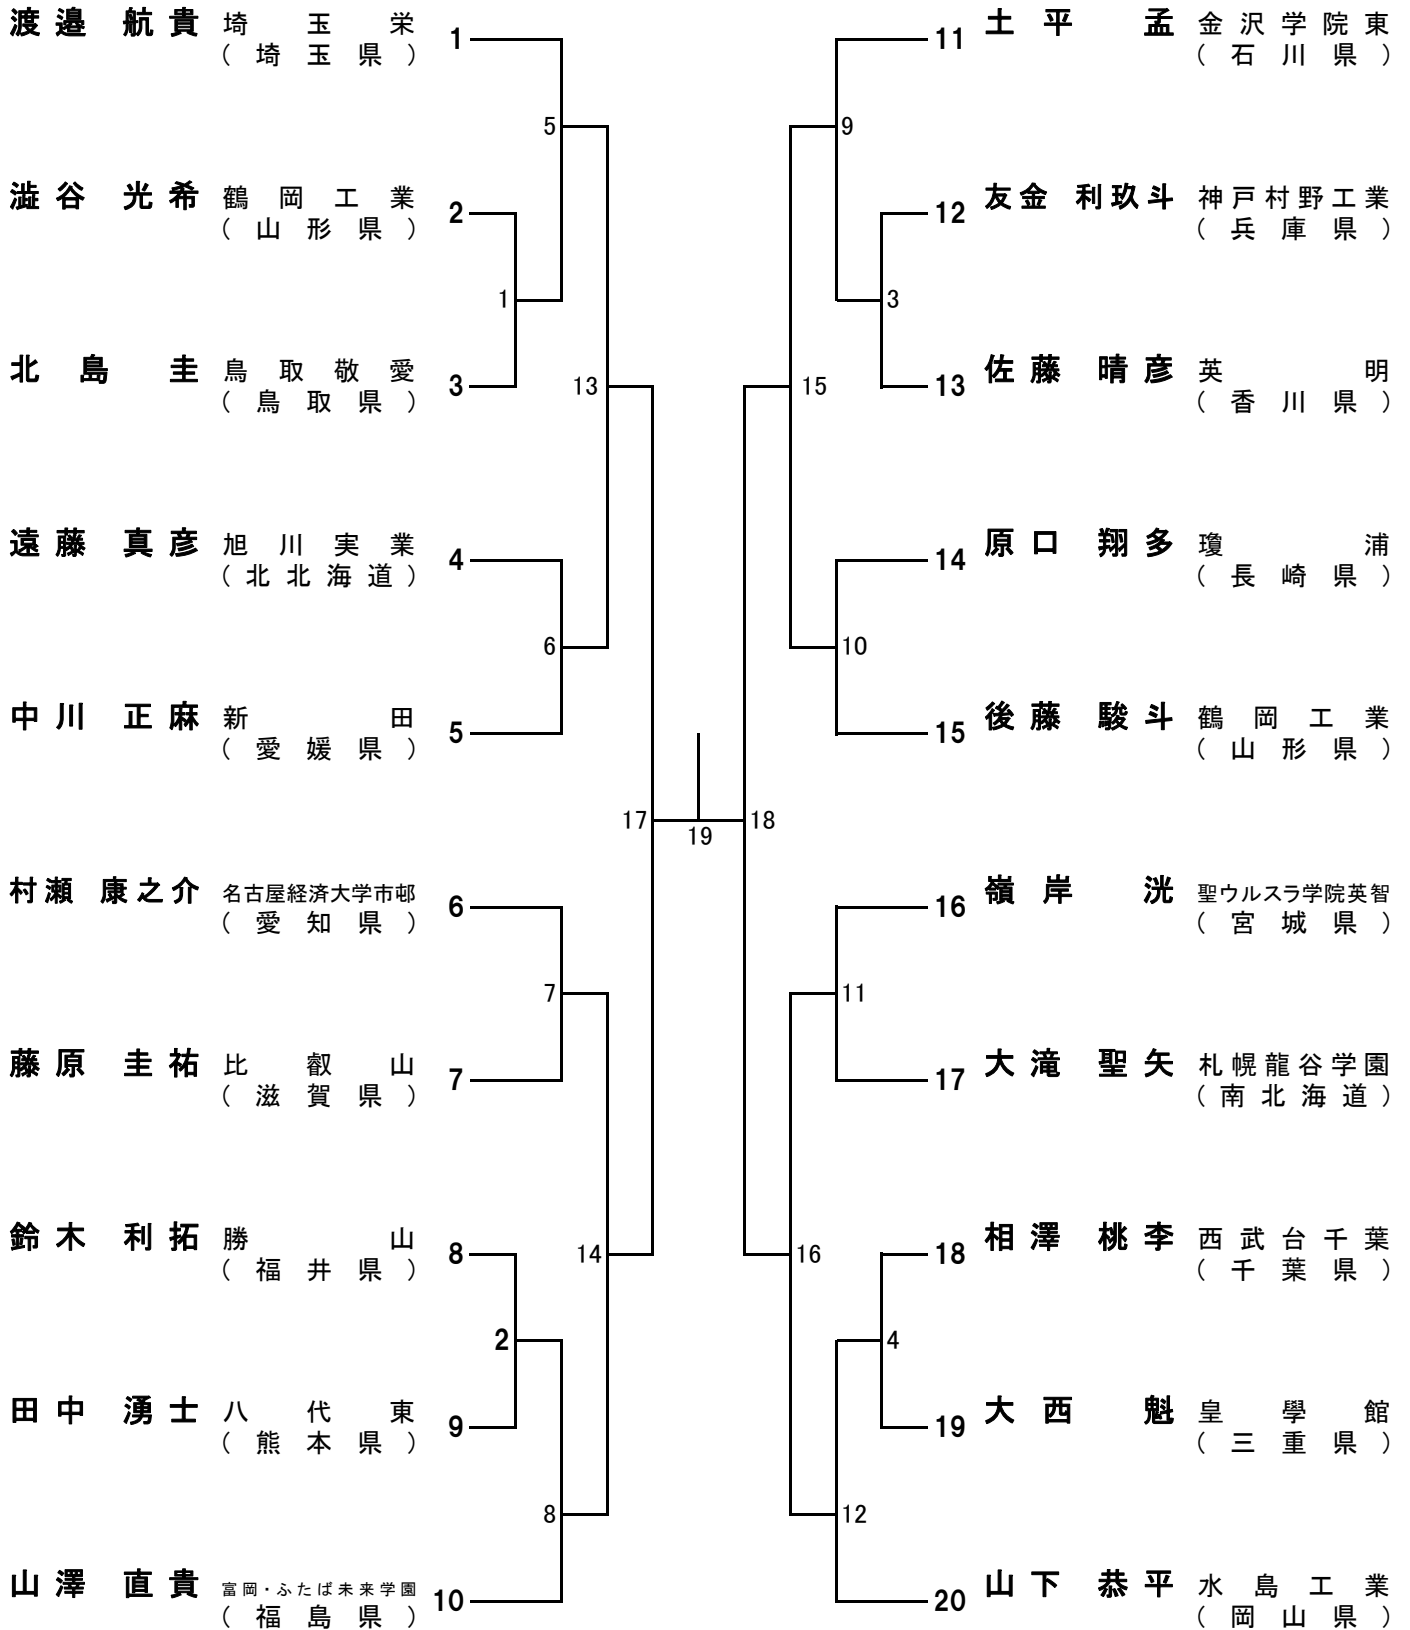 渡邉 航貴 埼玉栄 1
(埼玉県)
5
澁谷 光希 鶴岡工業 2
(山形県)
1
北島 圭 鳥取敬愛 3
(鳥取県)
13
遠藤 真彦 旭川実業 4
(北北海道)
6
中川 正麻 新田 5
(愛媛県)
17
村瀬 康之介 名古屋経済大学市邨 6
(愛知県)
7
藤原 圭祐 比叡山 7
(滋賀県)
鈴木 利拓 勝山 8
(福井県)
14
2
田中 湧士 八代東 9
(熊本県)
8
山澤 直貴 富岡・ふたば未来学園 10
(福島県)
19
11 土平 孟 金沢学院東
(石川県)
9
12 友金 利玖斗 神戸村野工業
(兵庫県)
3
13 佐藤 晴彦 英明
(香川県)
15
14 原口 翔多 瓊浦
(長崎県)
10
15 後藤 駿斗 鶴岡工業
(山形県)
18
16 嶺岸 洸 聖ウルスラ学院英智
(宮城県)
11
17 大滝 聖矢 札幌龍谷学園
(南北海道)
18 相澤 桃李 西武台千葉
(千葉県)
16
4
19 大西 魁 皇學館
(三重県)
12
20 山下 恭平 水島工業
(岡山県)